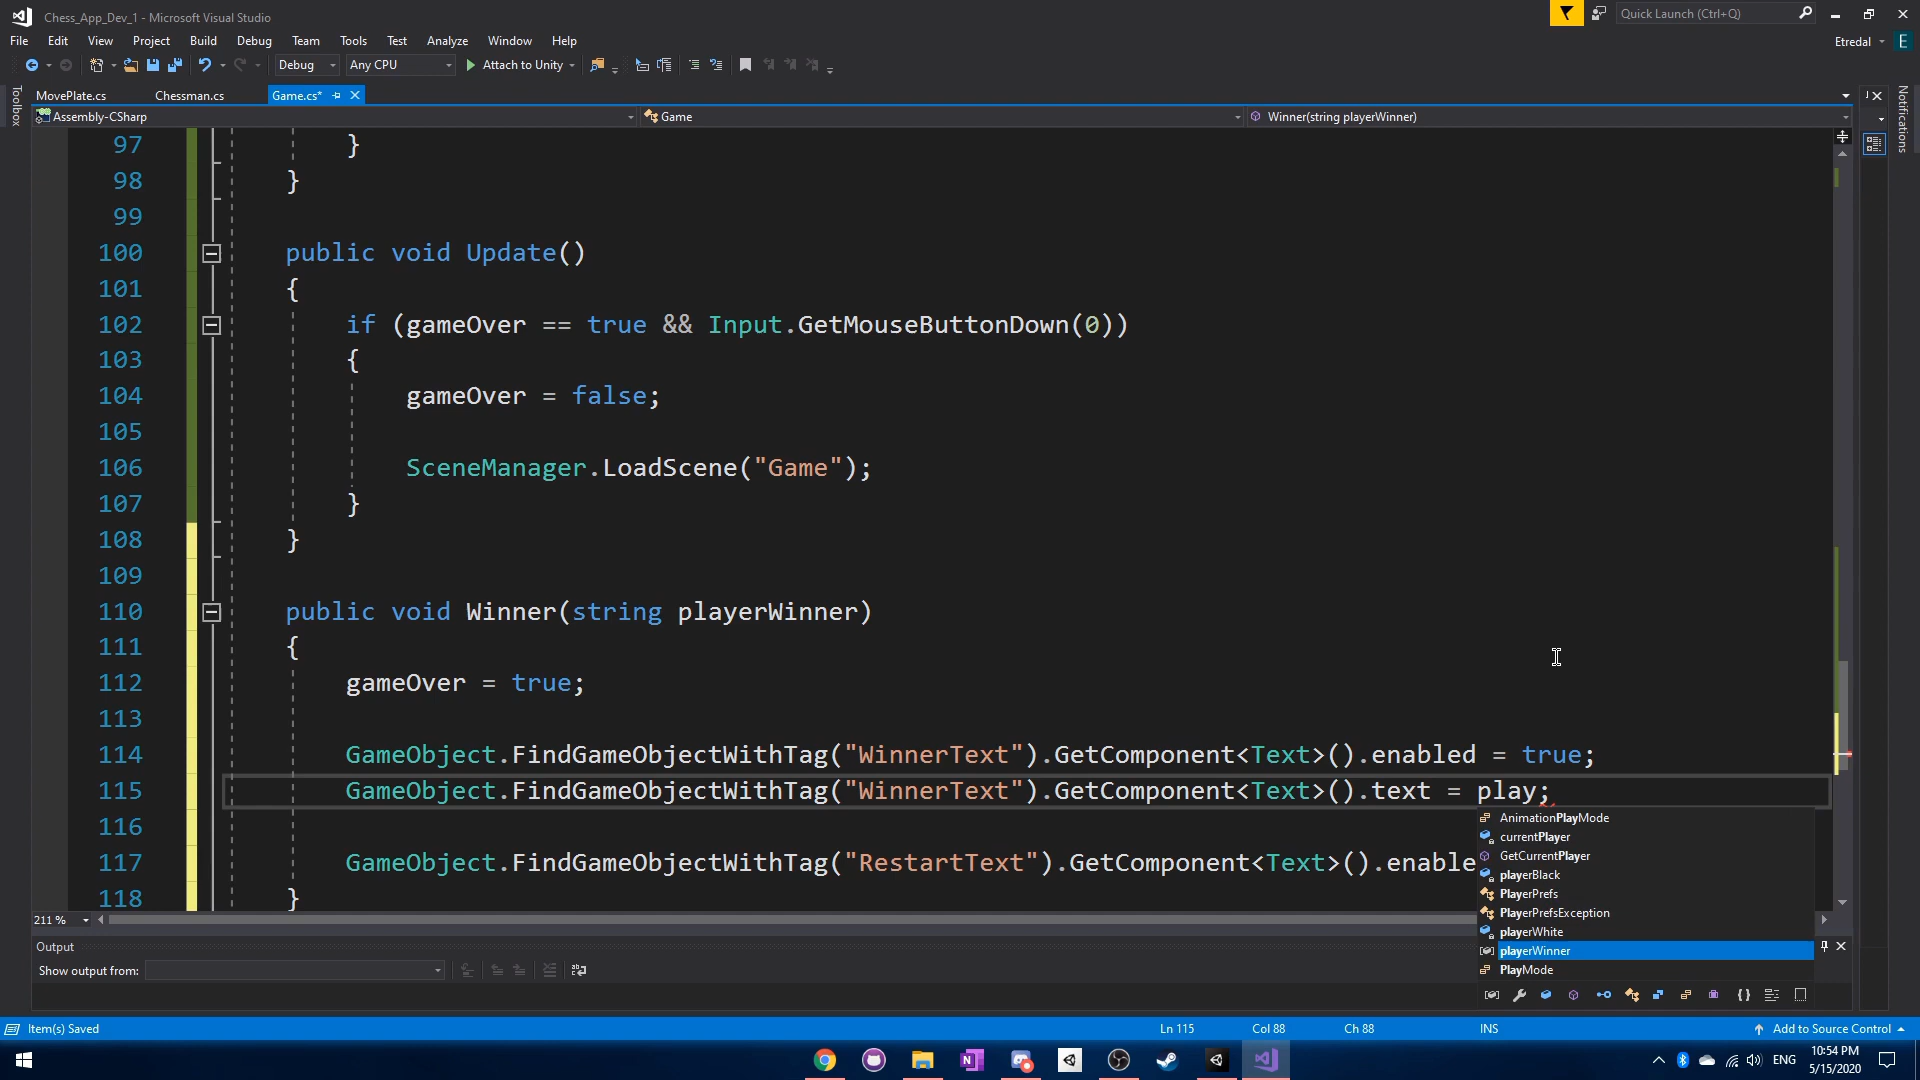 Chess_App_Dev_1 - Microsoft Visual Studio
Quick Launch (Ctrl+Q)
File Edit View Project Build Debug Team Tools Test Analyze Window Help
Etredal E
Debug Any CPU Attach to Unity
Toolbox
MovePlate.cs Chessman.cs Game.cs*
Notifications
Assembly-CSharp Game Winner(string playerWinner)
97 }
98 }
99
100 public void Update()
101 {
102 if (gameOver == true && Input.GetMouseButtonDown(0))
103 {
104 gameOver = false;
105
106 SceneManager.LoadScene("Game");
107 }
108 }
109
110 public void Winner(string playerWinner)
111 {
112 gameOver = true;
113
114 GameObject.FindGameObjectWithTag("WinnerText").GetComponent<Text>().enabled = true;
115 GameObject.FindGameObjectWithTag("WinnerText").GetComponent<Text>().text = play;
116
117 GameObject.FindGameObjectWithTag("RestartText").GetComponent<Text>().enable
118 }
AnimationPlayMode
currentPlayer
GetCurrentPlayer
playerBlack
PlayerPrefs
PlayerPrefsException
playerWhite
playerWinner
PlayMode
211 %
Output
Show output from:
Item(s) Saved Ln 115 Col 88 Ch 88 INS Add to Source Control
ENG 10:54 PM
5/15/2020